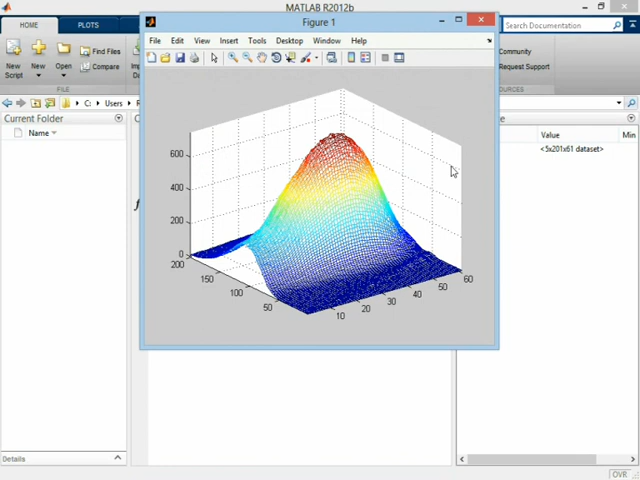 MATLAB R2012b
Figure 1
HOME
PLOTS
Search Documentation
File Edit View Insert Tools Desktop Window Help
New Script
New
Open
Find Files
Compare
Community
Request Support
FILE
C: Users
Current Folder
Name
Value
Min
<5x201x61 dataset>
600
400
200
0
200
150
100
50
10
20
30
40
50
60
Details
OVR